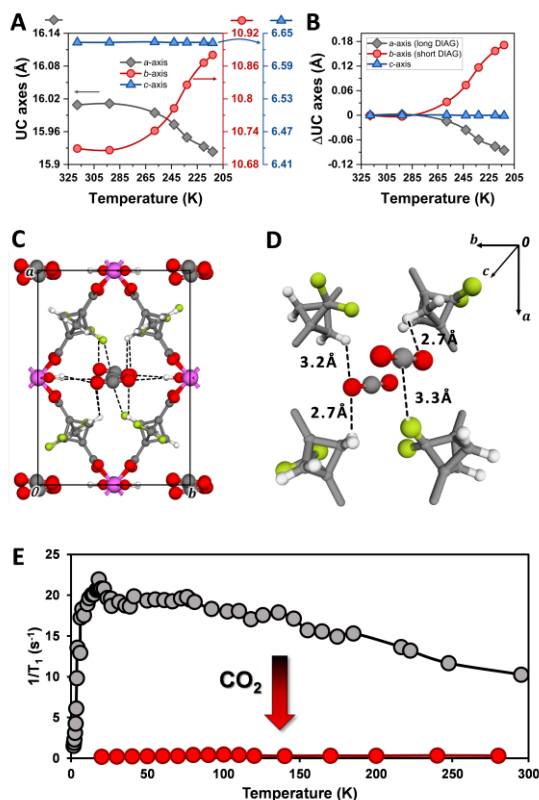 A
UC axes (Å)
16.14
16.08
16.02
15.96
15.9
10.92
10.86
10.80
10.74
10.68
6.65
6.59
6.53
6.47
6.41
a-axis
b-axis
c-axis
325 305 285 265 245 225 205
Temperature (K)
B
ΔUC axes (Å)
0.18
0.12
0.06
0
-0.06
-0.12
a-axis (long DIAG)
b-axis (short DIAG)
c-axis
325 305 285 265 245 225 205
Temperature (K)
C
a
0
b
D
b
0
c
a
2.7Å
3.2Å
2.7Å
3.3Å
E
1/T1 (s-1)
25
20
15
10
5
0
CO2
0 50 100 150 200 250 300
Temperature (K)